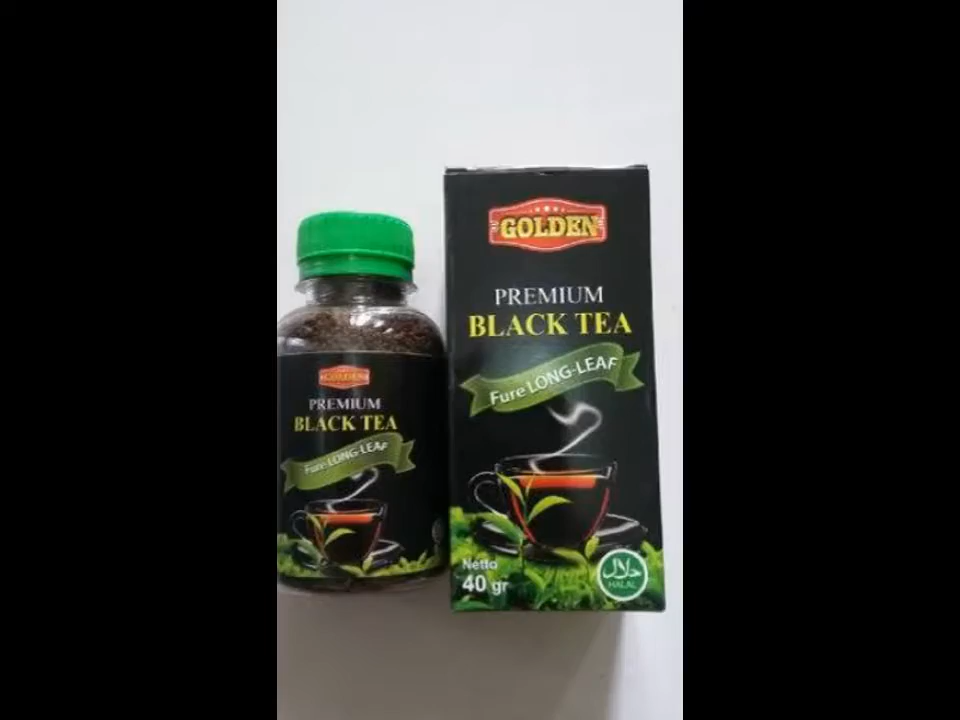 GOLDEN
PREMIUM
BLACK TEA
Fure LONG-LEAF
GOLDEN
PREMIUM
BLACK TEA
Fure LONG-LEAF
Netto
40 gr
حلال
HALAL